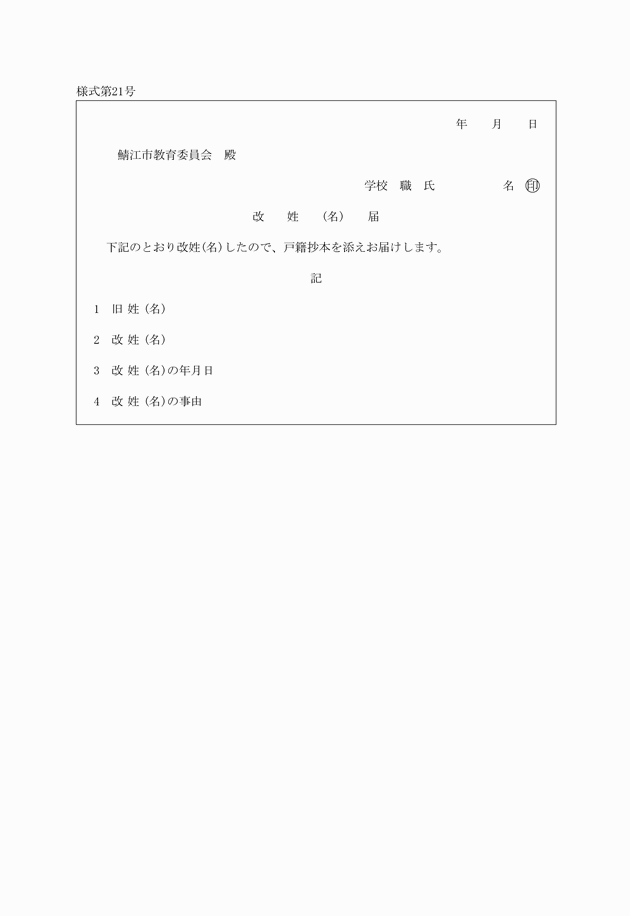 様式第21号
年　　月　　日
鯖江市教育委員会　殿
学校　職　氏　　　　　　名　㊞
改　　姓　　（名）　　届
下記のとおり改姓（名）したので、戸籍抄本を添えお届けします。
記
1　旧 姓（名）
2　改 姓（名）
3　改 姓（名）の年月日
4　改 姓（名）の事由